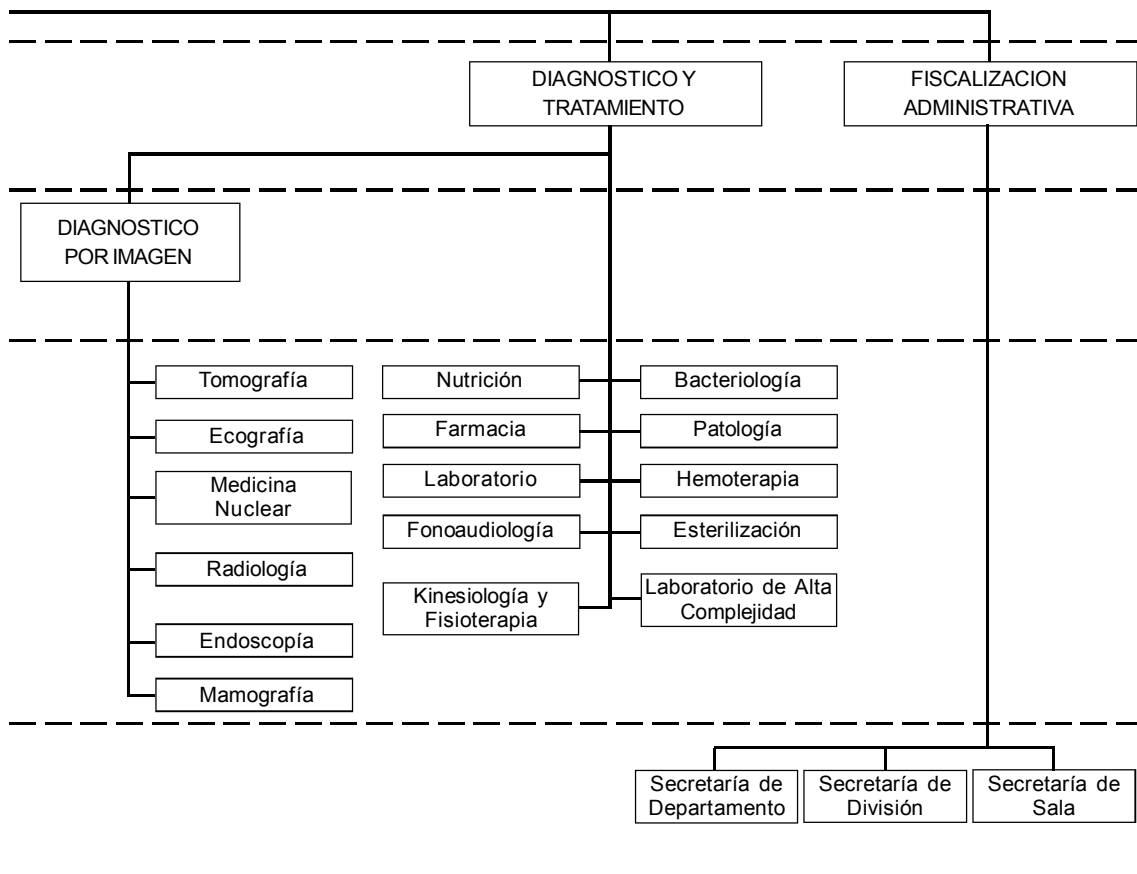 DIAGNOSTICO Y
TRATAMIENTO
FISCALIZACION
ADMINISTRATIVA
DIAGNOSTICO
POR IMAGEN
Tomografía
Ecografía
Medicina
Nuclear
Radiología
Endoscopía
Mamografía
Nutrición
Farmacia
Laboratorio
Fonoaudiología
Kinesiología y
Fisioterapia
Bacteriología
Patología
Hemoterapia
Esterilización
Laboratorio de Alta
Complejidad
Secretaría de
Departamento
Secretaría de
División
Secretaría de
Sala